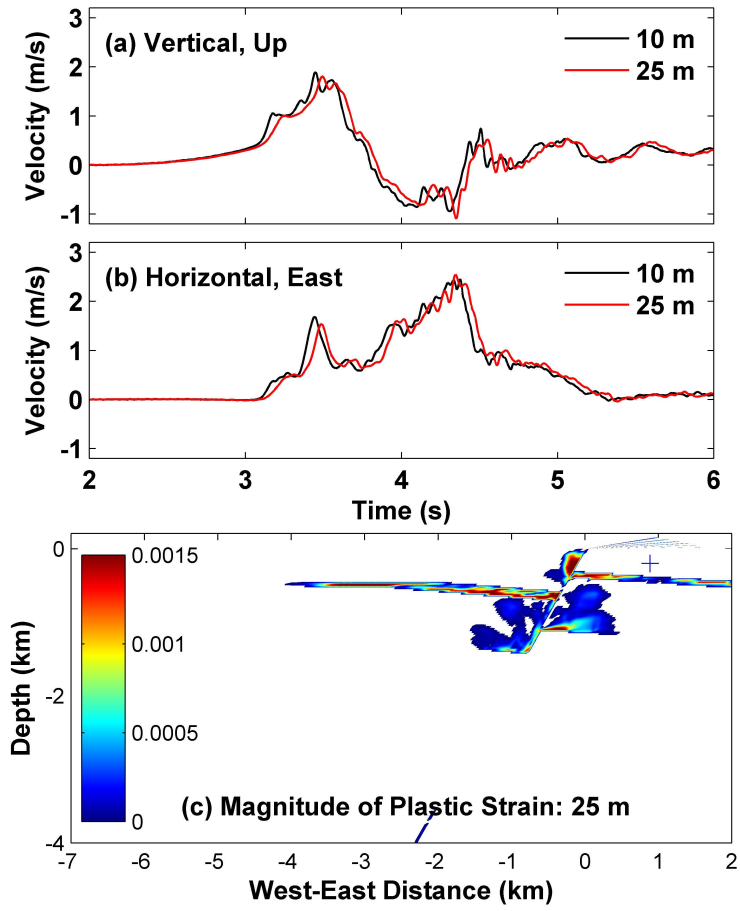 3
(a) Vertical, Up
10 m
2
25 m
1
0
-1
Velocity (m/s)
3
(b) Horizontal, East
10 m
2
25 m
1
0
-1
Velocity (m/s)
2 3 4 5 6
Time (s)
0
0.0015
0.001
-2
0.0005
0
(c) Magnitude of Plastic Strain: 25 m
-4
Depth (km)
-7 -6 -5 -4 -3 -2 -1 0 1 2
West-East Distance (km)